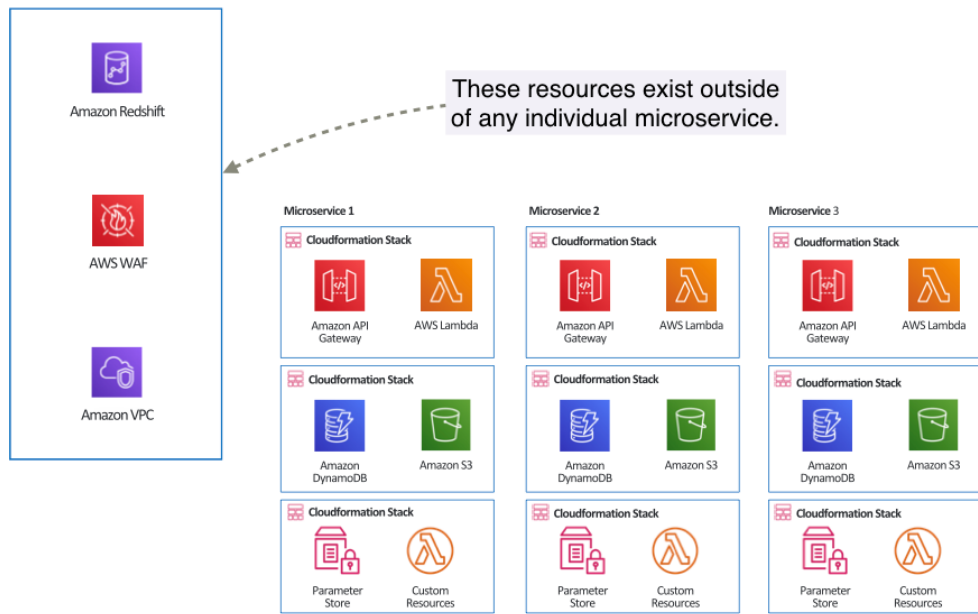 Amazon Redshift
AWS WAF
Amazon VPC
These resources exist outside
of any individual microservice.
Microservice 1
Cloudformation Stack
Amazon API
Gateway
AWS Lambda
Cloudformation Stack
Amazon
DynamoDB
Amazon S3
Cloudformation Stack
Parameter
Store
Custom
Resources
Microservice 2
Cloudformation Stack
Amazon API
Gateway
AWS Lambda
Cloudformation Stack
Amazon
DynamoDB
Amazon S3
Cloudformation Stack
Parameter
Store
Custom
Resources
Microservice 3
Cloudformation Stack
Amazon API
Gateway
AWS Lambda
Cloudformation Stack
Amazon
DynamoDB
Amazon S3
Cloudformation Stack
Parameter
Store
Custom
Resources